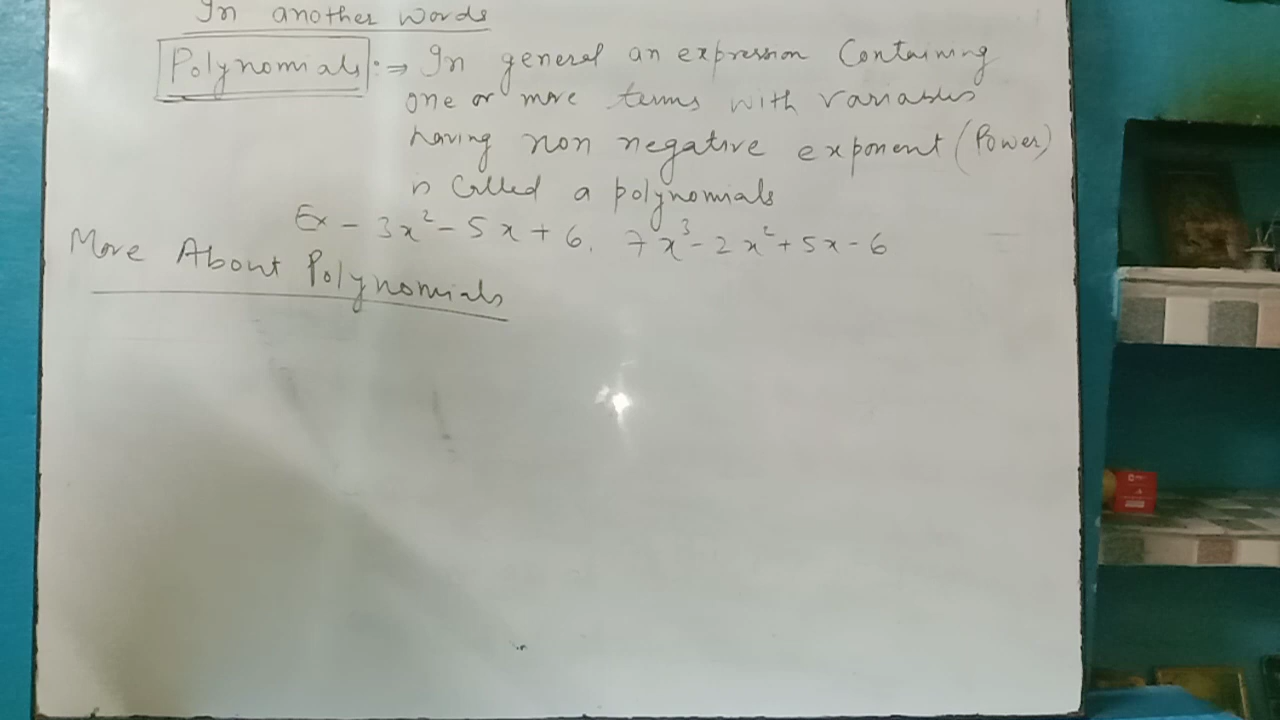 In another words
Polynomials :⇒ In general an expression Containing
one or more terms with variables
having non negative exponent (Power)
is Called a polynomials
Ex - 3x² - 5x + 6, 7x³ - 2x² + 5x - 6
More About Polynomials